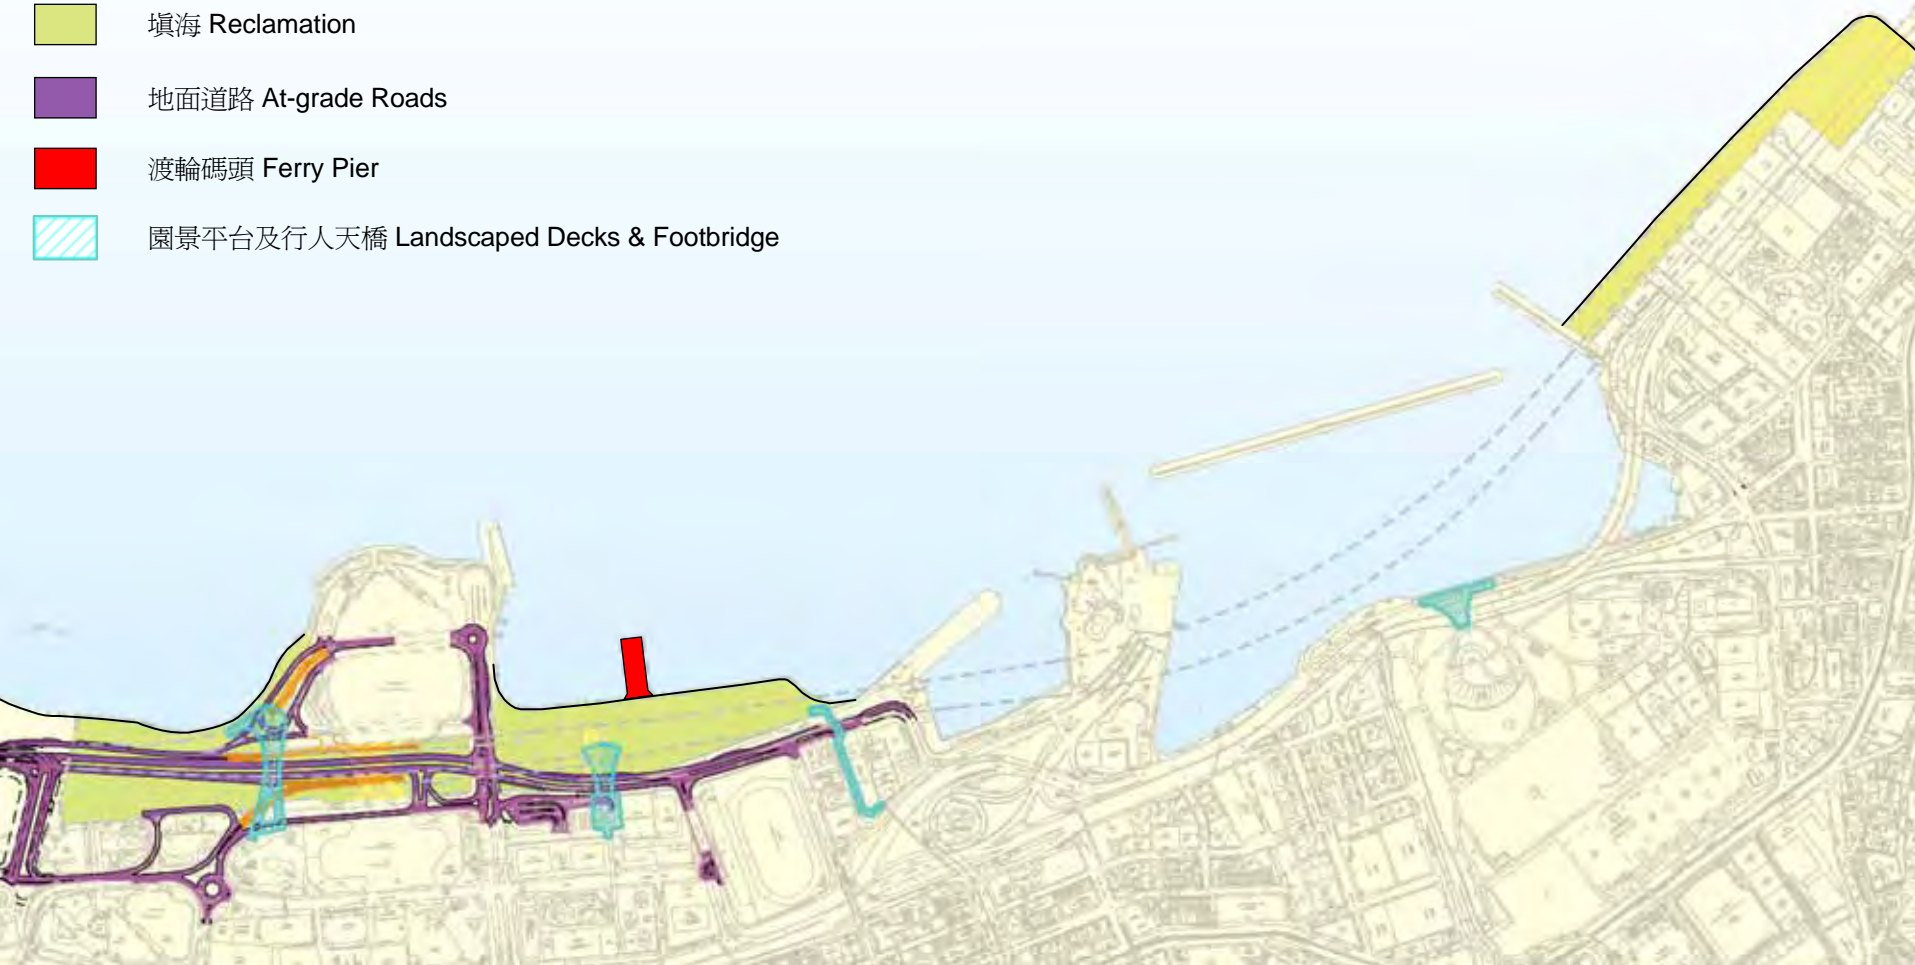 填海 Reclamation
地面道路 At-grade Roads
渡輪碼頭 Ferry Pier
園景平台及行人天橋 Landscaped Decks & Footbridge